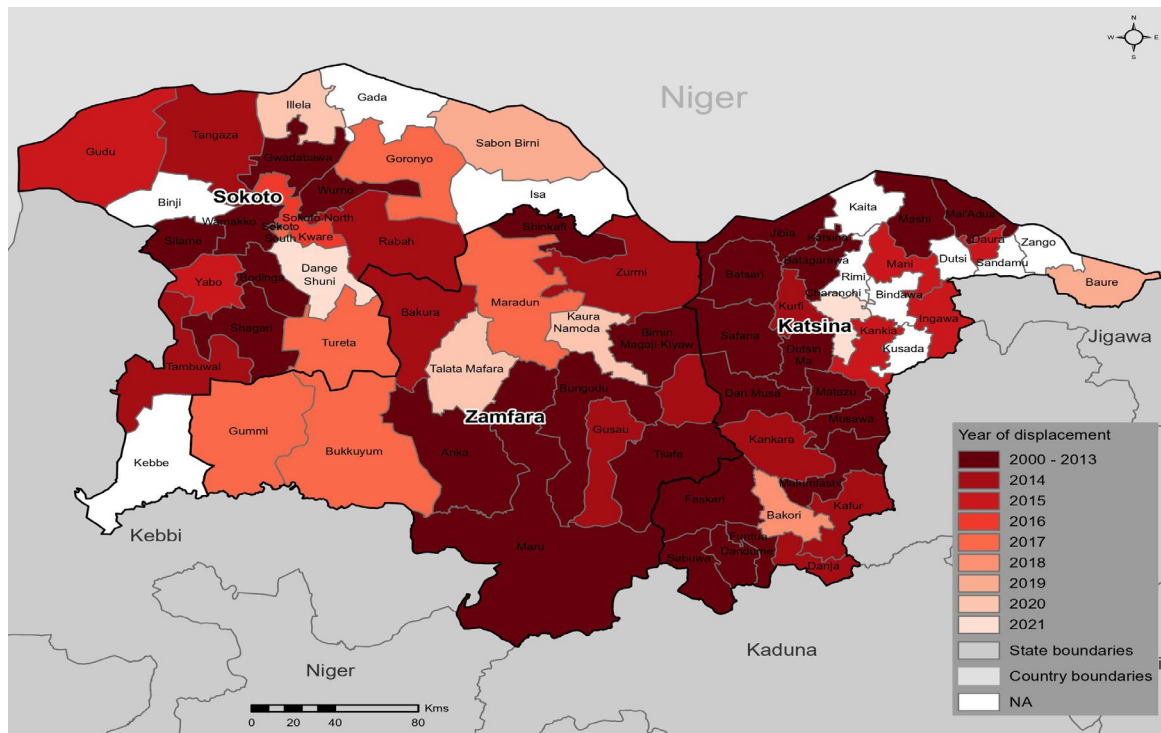 N
W E
S
Niger
Gada
Illela
Tangaza
Gudu
Sabon Birni
Gwadabawa
Goronyo
Isa
Binji
Sokoto
Wurno
Kaita
Mashi
Mai'Adua
Wamakko
Sokoto North
Sokoto
South
Kware
Shinkafi
Jibia
Katsina
Daura
Zango
Silame
Rabah
Zurmi
Batsari
Batagarawa
Mani
Dutsi
Sandamu
Yabo
Bodinga
Dange
Shuni
Rimi
Baure
Charanchi
Bindawa
Maradun
Kurfi
Ingawa
Bakura
Kaura
Namoda
Katsina
Kankia
Jigawa
Shagari
Tureta
Birnin
Magaji-Kiyaw
Safana
Dutsin
Ma
Kusada
Tambuwal
Talata Mafara
Bungudu
Dan Musa
Matazu
Zamfara
Musawa
Gummi
Gusau
Kankara
Bukkuyum
Anka
Tsafe
Kebbe
Malumfashi
Faskari
Kafur
Bakori
Kebbi
Funtua
Maru
Sabuwa
Dandume
Danja
Niger
Kaduna
Kms
0 20 40 80
Year of displacement
2000 - 2013
2014
2015
2016
2017
2018
2019
2020
2021
State boundaries
Country boundaries
NA